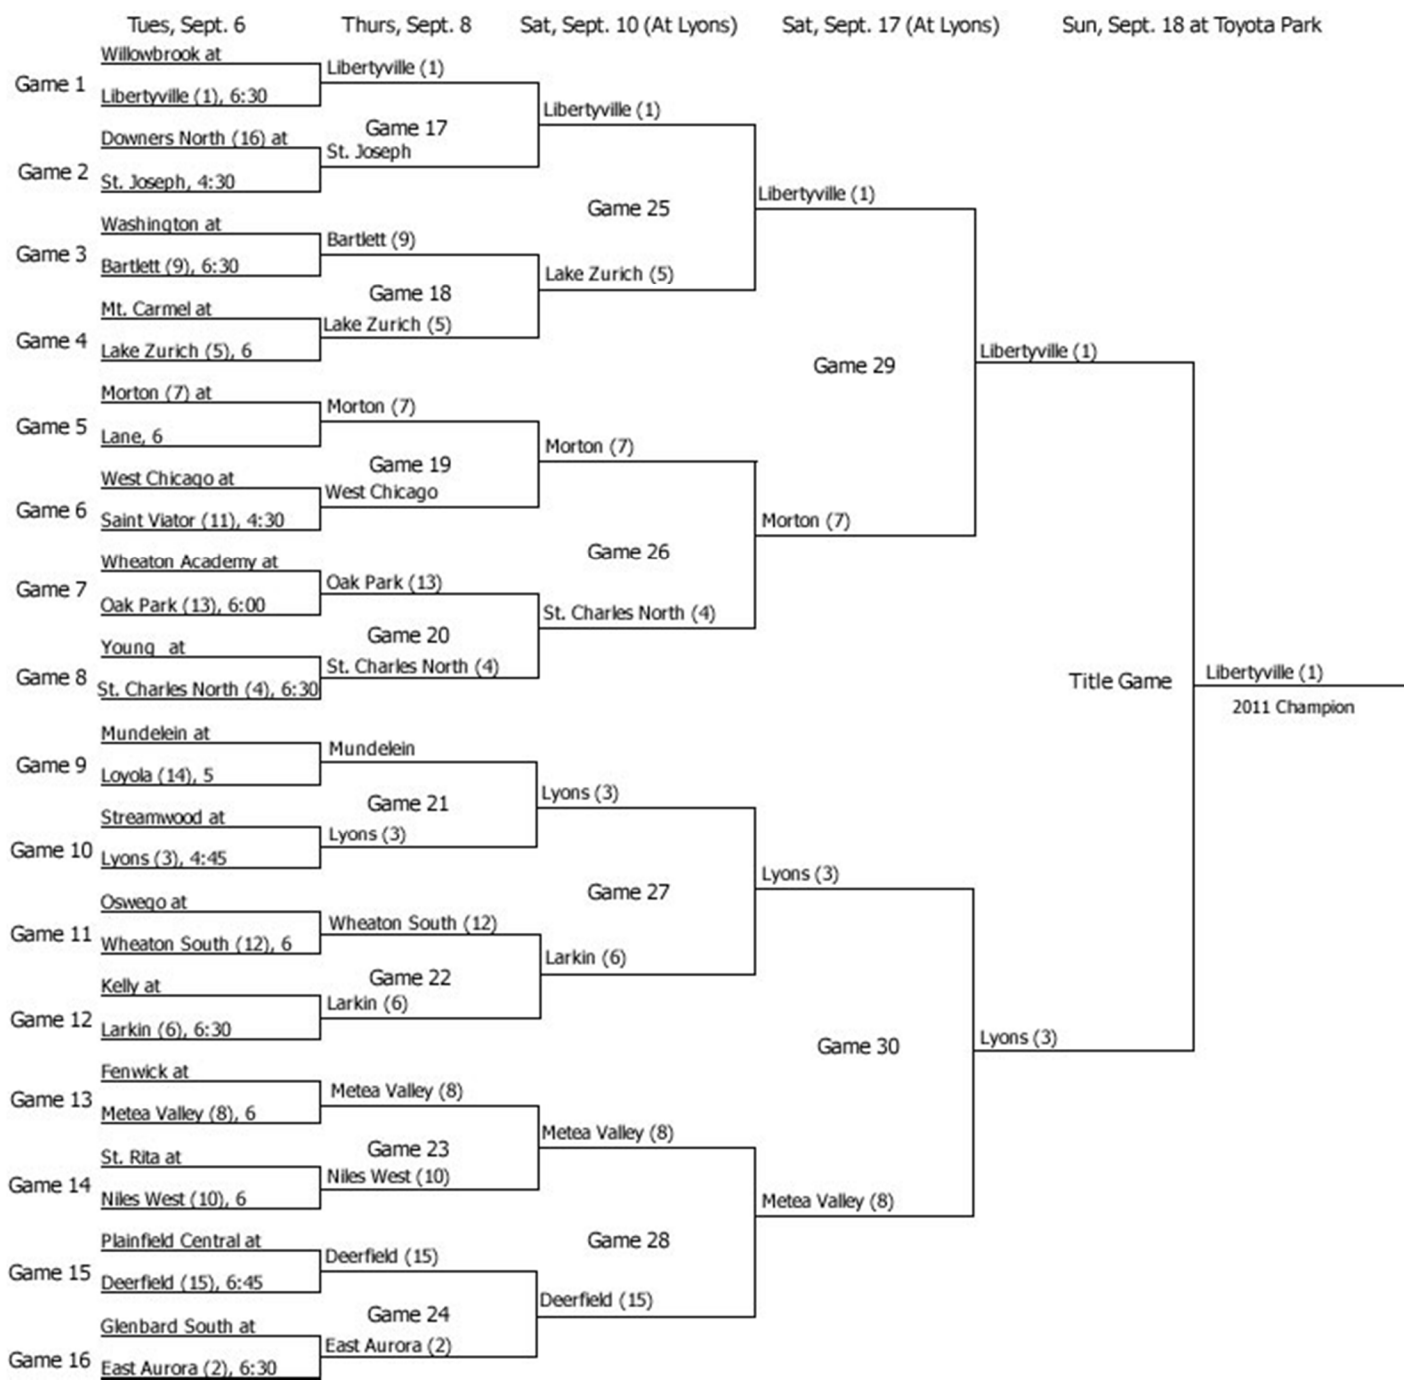 Tues, Sept. 6
Thurs, Sept. 8
Sat, Sept. 10 (At Lyons)
Sat, Sept. 17 (At Lyons)
Sun, Sept. 18 at Toyota Park
Game 1
Willowbrook at
Libertyville (1), 6:30
Game 2
Downers North (16) at
St. Joseph, 4:30
Game 3
Washington at
Bartlett (9), 6:30
Game 4
Mt. Carmel at
Lake Zurich (5), 6
Game 5
Morton (7) at
Lane, 6
Game 6
West Chicago at
Saint Viator (11), 4:30
Game 7
Wheaton Academy at
Oak Park (13), 6:00
Game 8
Young at
St. Charles North (4), 6:30
Game 9
Mundelein at
Loyola (14), 5
Game 10
Streamwood at
Lyons (3), 4:45
Game 11
Oswego at
Wheaton South (12), 6
Game 12
Kelly at
Larkin (6), 6:30
Game 13
Fenwick at
Metea Valley (8), 6
Game 14
St. Rita at
Niles West (10), 6
Game 15
Plainfield Central at
Deerfield (15), 6:45
Game 16
Glenbard South at
East Aurora (2), 6:30
Libertyville (1)
Game 17
St. Joseph
Bartlett (9)
Game 18
Lake Zurich (5)
Morton (7)
Game 19
West Chicago
Oak Park (13)
Game 20
St. Charles North (4)
Mundelein
Game 21
Lyons (3)
Wheaton South (12)
Game 22
Larkin (6)
Metea Valley (8)
Game 23
Niles West (10)
Deerfield (15)
Game 24
East Aurora (2)
Libertyville (1)
Game 25
Lake Zurich (5)
Morton (7)
Game 26
St. Charles North (4)
Lyons (3)
Game 27
Larkin (6)
Metea Valley (8)
Game 28
Deerfield (15)
Libertyville (1)
Game 29
Morton (7)
Lyons (3)
Game 30
Metea Valley (8)
Libertyville (1)
Title Game
Lyons (3)
Libertyville (1)
2011 Champion